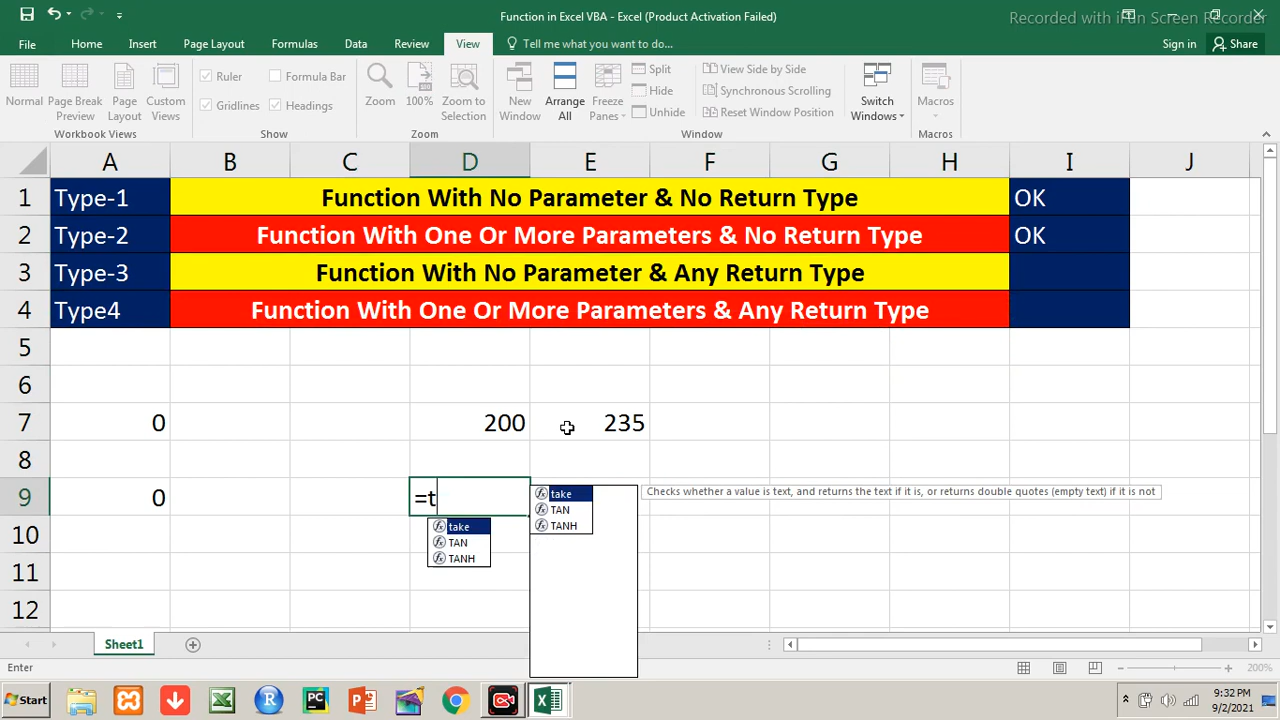 Function in Excel VBA - Excel (Product Activation Failed)
Recorded with iFun Screen Recorder
File Home Insert Page Layout Formulas Data Review View Tell me what you want to do... Sign in Share
Normal
Page Break Preview
Page Layout
Custom Views
Workbook Views
Ruler
Formula Bar
Gridlines
Headings
Show
Zoom
100%
Zoom to Selection
Zoom
New Window
Arrange All
Freeze Panes
Split
Hide
Unhide
View Side by Side
Synchronous Scrolling
Reset Window Position
Switch Windows
Window
Macros
Macros
A B C D E F G H I J
1 Type-1 Function With No Parameter & No Return Type OK
2 Type-2 Function With One Or More Parameters & No Return Type OK
3 Type-3 Function With No Parameter & Any Return Type
4 Type4 Function With One Or More Parameters & Any Return Type
5
6
7 0 200 235
8
9 0 =t
take
TAN
TANH
Checks whether a value is text, and returns the text if it is, or returns double quotes (empty text) if it is not
take
TAN
TANH
10
11
12
Sheet1
Enter
200%
Start
PC
9:32 PM
9/2/2021